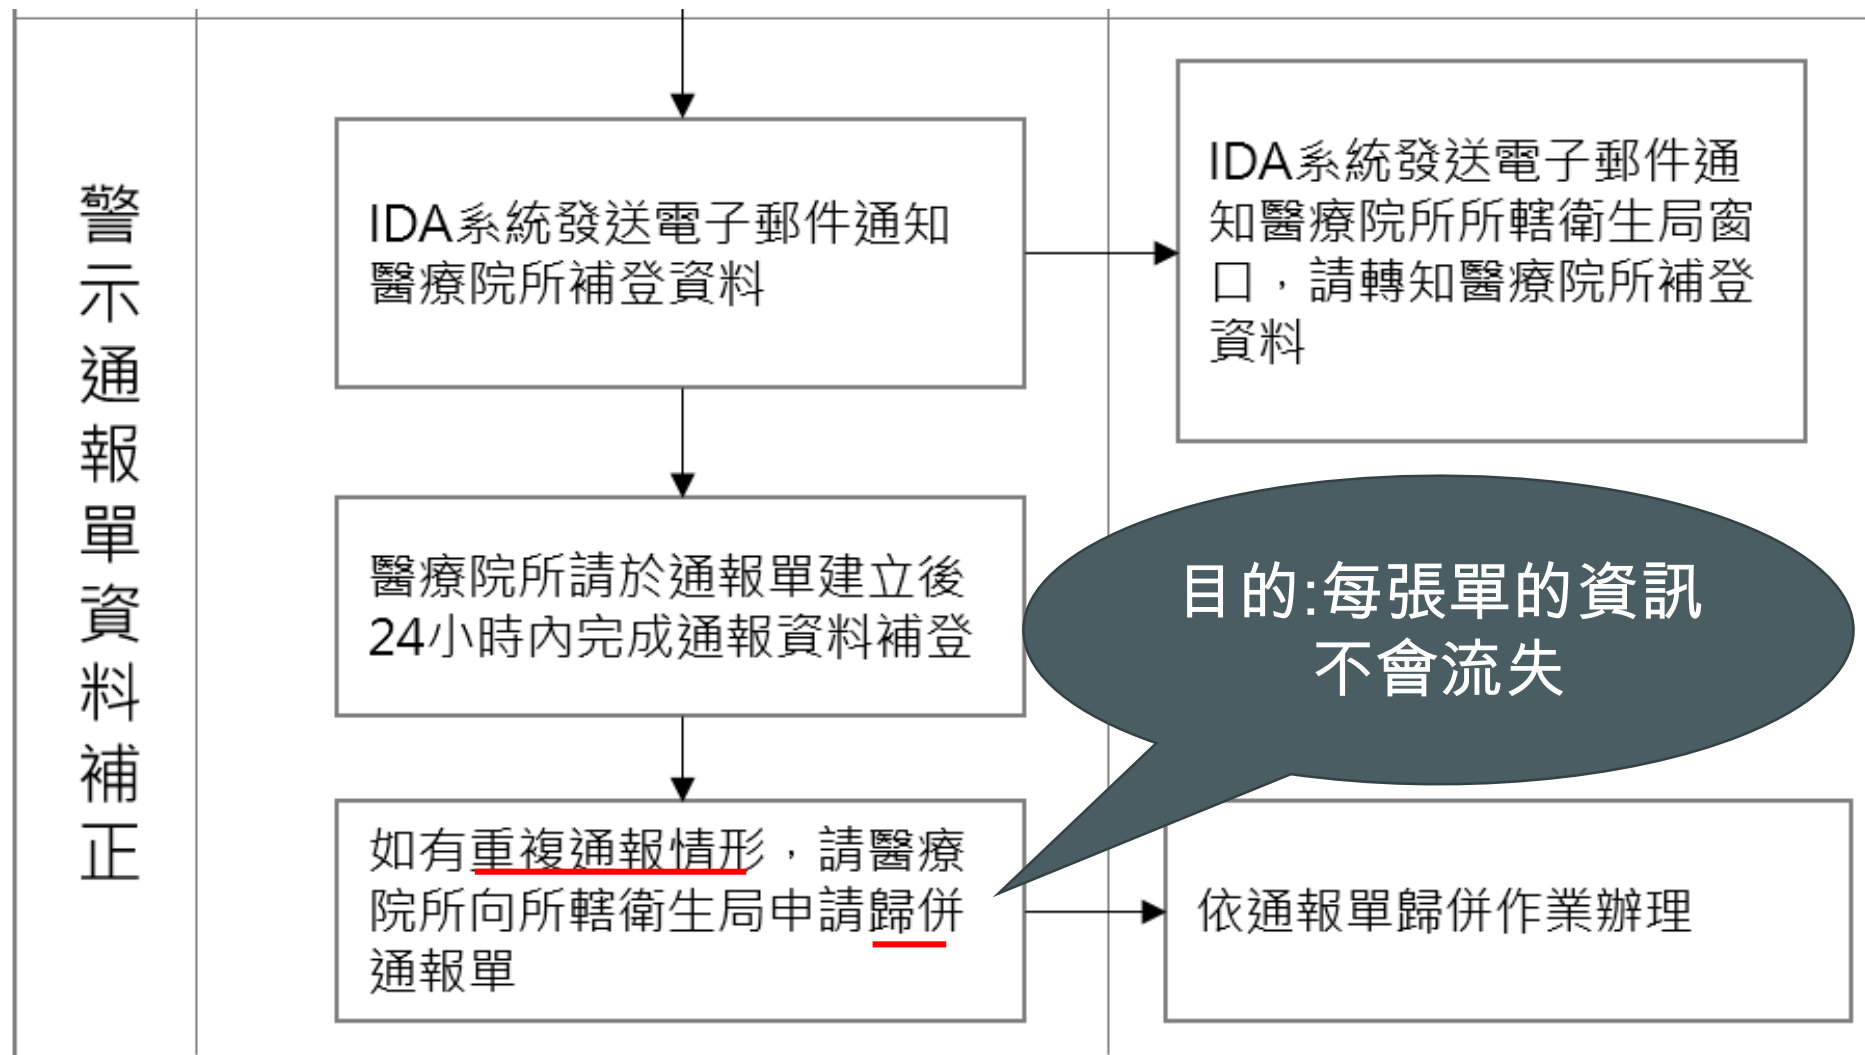 警示通報單資料補正
IDA系統發送電子郵件通知
醫療院所補登資料
IDA系統發送電子郵件通
知醫療院所所轄衛生局窗
口，請轉知醫療院所補登
資料
醫療院所請於通報單建立後
24小時內完成通報資料補登
目的:每張單的資訊
不會流失
如有重複通報情形，請醫療
院所向所轄衛生局申請歸併
通報單
依通報單歸併作業辦理